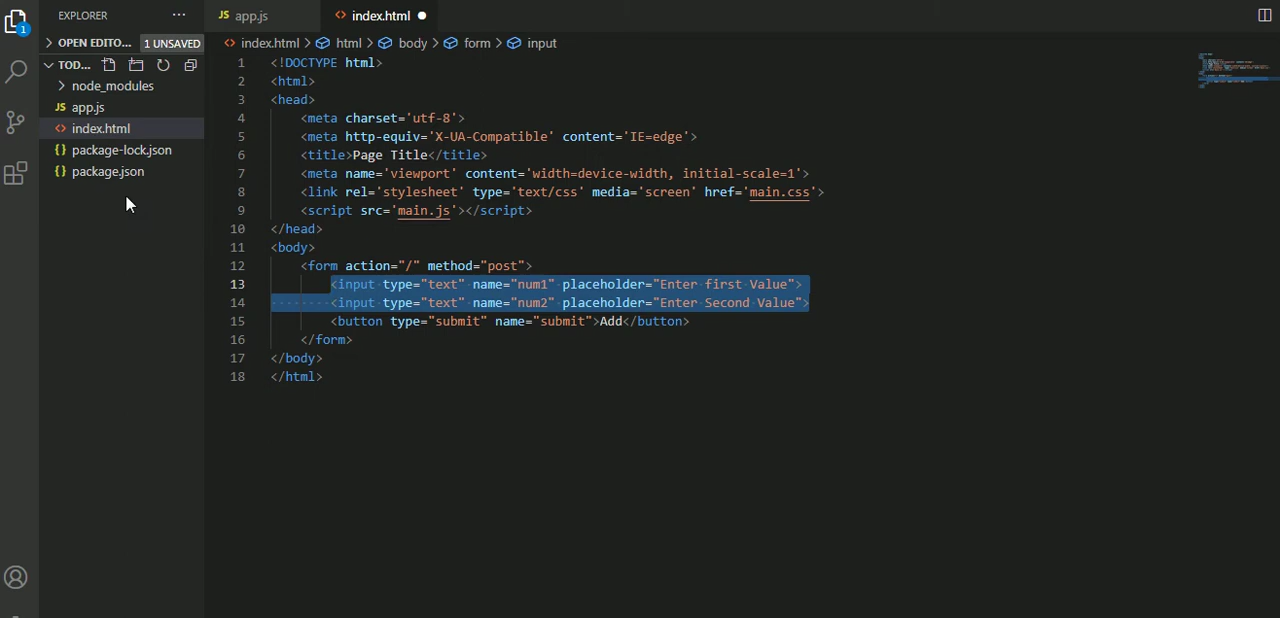 EXPLORER ···
JS app.js
<> index.html
1
OPEN EDITO... 1 UNSAVED
<> index.html > html > body > form > input
TOD...
node_modules
JS app.js
<> index.html
{} package-lock.json
{} package.json
1 <!DOCTYPE html>
2 <html>
3 <head>
4 <meta charset='utf-8'>
5 <meta http-equiv='X-UA-Compatible' content='IE=edge'>
6 <title>Page Title</title>
7 <meta name='viewport' content='width=device-width, initial-scale=1'>
8 <link rel='stylesheet' type='text/css' media='screen' href='main.css'>
9 <script src='main.js'></script>
10 </head>
11 <body>
12 <form action="/" method="post">
13 <input type="text" name="num1" placeholder="Enter first Value">
14 <input type="text" name="num2" placeholder="Enter Second Value">
15 <button type="submit" name="submit">Add</button>
16 </form>
17 </body>
18 </html>